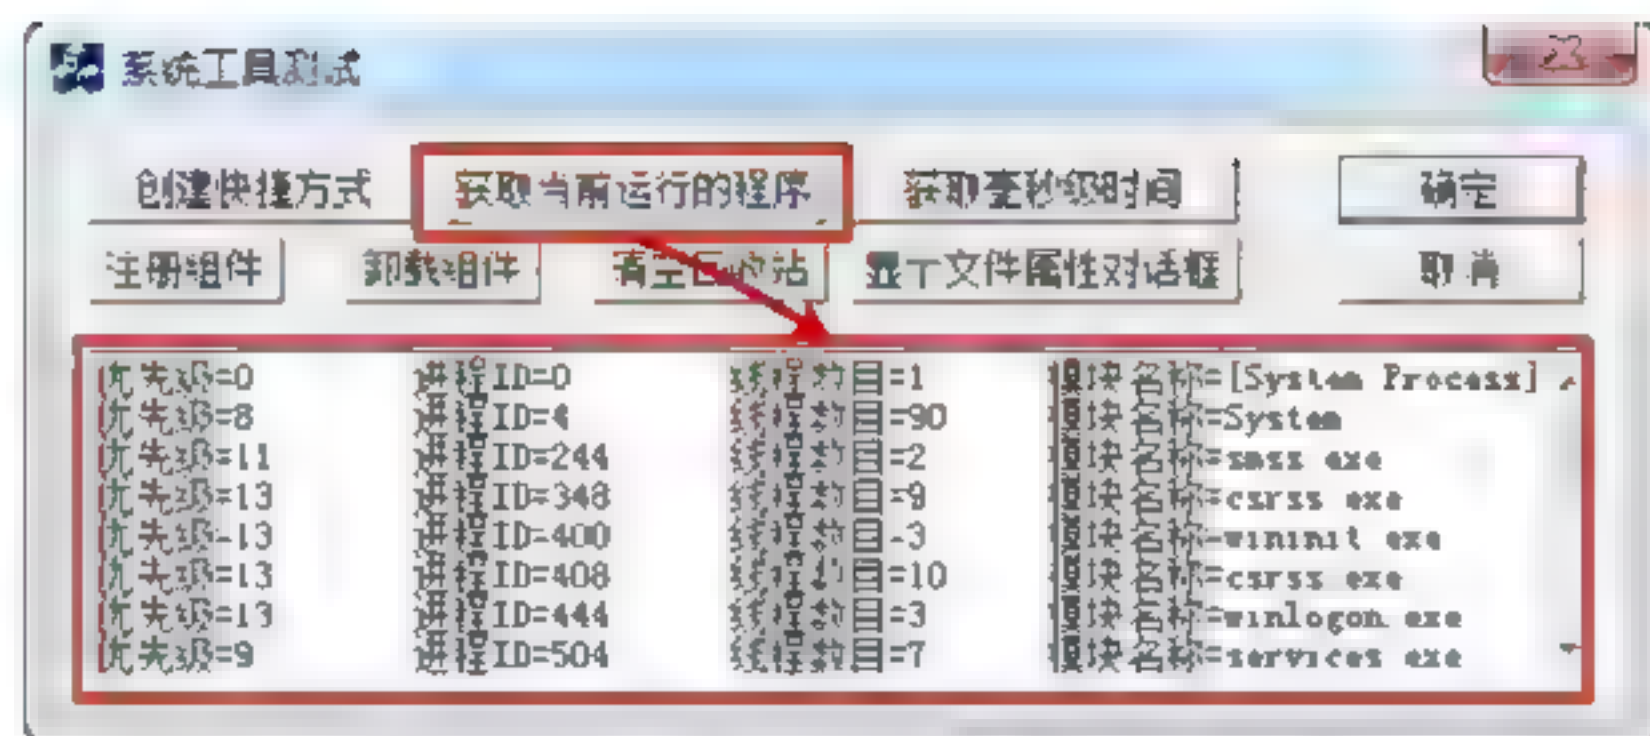 系统工具测试
创建快捷方式 获取当前运行的程序 获取毫秒级时间 确定
注册组件 卸载组件 清空回收站 显示文件属性对话框 取消
优先级=0 进程ID=0 线程数目=1 模块名称=[System Process]
优先级=8 进程ID=4 线程数目=90 模块名称=System
优先级=11 进程ID=244 线程数目=2 模块名称=smss.exe
优先级=13 进程ID=348 线程数目=9 模块名称=csrss.exe
优先级=13 进程ID=400 线程数目=3 模块名称=wininit.exe
优先级=13 进程ID=408 线程数目=10 模块名称=csrss.exe
优先级=13 进程ID=444 线程数目=3 模块名称=winlogon.exe
优先级=9 进程ID=504 线程数目=7 模块名称=services.exe